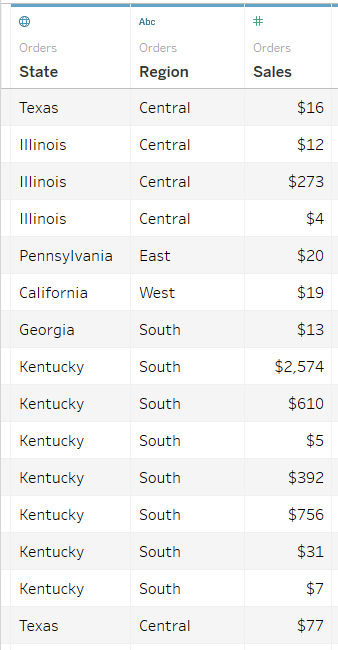 Abc #
Orders Orders Orders
State Region Sales
Texas Central $16
Illinois Central $12
Illinois Central $273
Illinois Central $4
Pennsylvania East $20
California West $19
Georgia South $13
Kentucky South $2,574
Kentucky South $610
Kentucky South $5
Kentucky South $392
Kentucky South $756
Kentucky South $31
Kentucky South $7
Texas Central $77